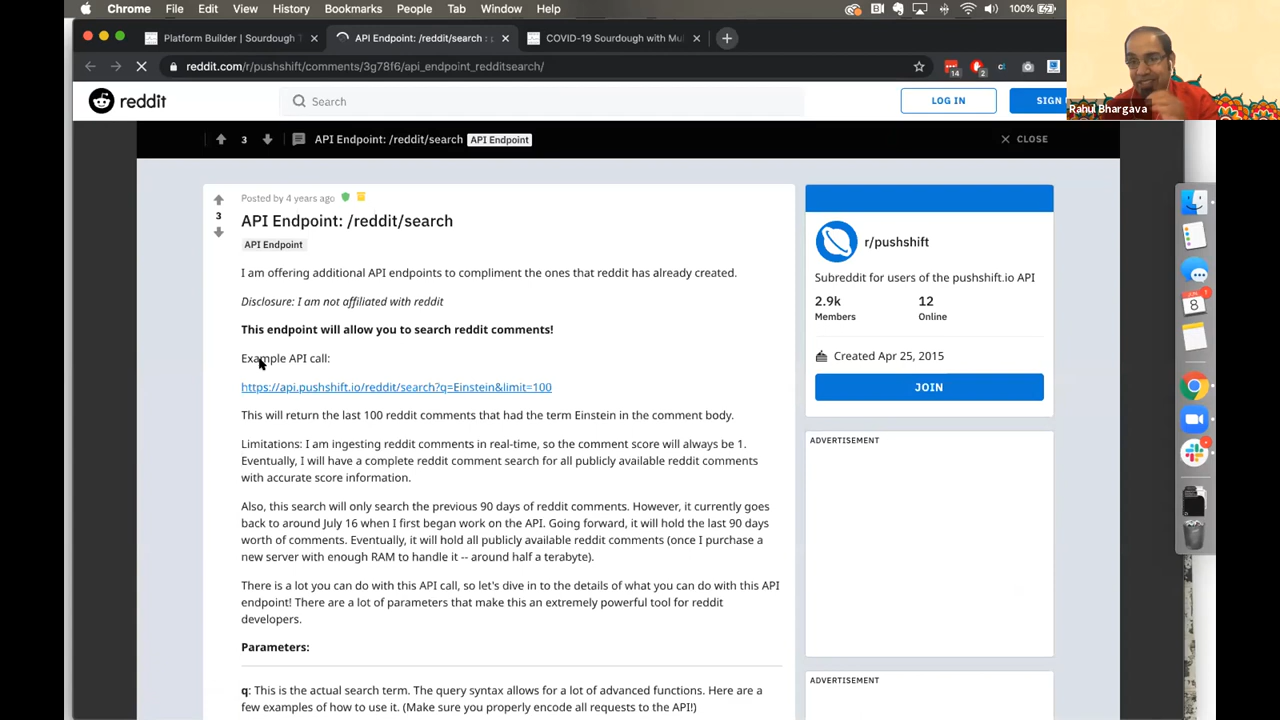 Chrome File Edit View History Bookmarks People Tab Window Help 100%
Platform Builder | Sourdough T
API Endpoint: /reddit/search :
COVID-19 Sourdough with Mul
reddit.com/r/pushshift/comments/3g78f6/api_endpoint_redditsearch/
14
2
Rahul Bhargava
reddit
Search
LOG IN
SIGN
3
API Endpoint: /reddit/search
API Endpoint
CLOSE
Posted by 4 years ago
3
API Endpoint: /reddit/search
API Endpoint
I am offering additional API endpoints to compliment the ones that reddit has already created.
Disclosure: I am not affiliated with reddit
This endpoint will allow you to search reddit comments!
Example API call:
https://api.pushshift.io/reddit/search?q=Einstein&limit=100
This will return the last 100 reddit comments that had the term Einstein in the comment body.
Limitations: I am ingesting reddit comments in real-time, so the comment score will always be 1.
Eventually, I will have a complete reddit comment search for all publicly available reddit comments
with accurate score information.
Also, this search will only search the previous 90 days of reddit comments. However, it currently goes
back to around July 16 when I first began work on the API. Going forward, it will hold the last 90 days
worth of comments. Eventually, it will hold all publicly available reddit comments (once I purchase a
new server with enough RAM to handle it -- around half a terabyte).
There is a lot you can do with this API call, so let's dive in to the details of what you can do with this API
endpoint! There are a lot of parameters that make this an extremely powerful tool for reddit
developers.
Parameters:
q: This is the actual search term. The query syntax allows for a lot of advanced functions. Here are a
few examples of how to use it. (Make sure you properly encode all requests to the API!)
r/pushshift
Subreddit for users of the pushshift.io API
2.9k
Members
12
Online
Created Apr 25, 2015
JOIN
ADVERTISEMENT
ADVERTISEMENT
8